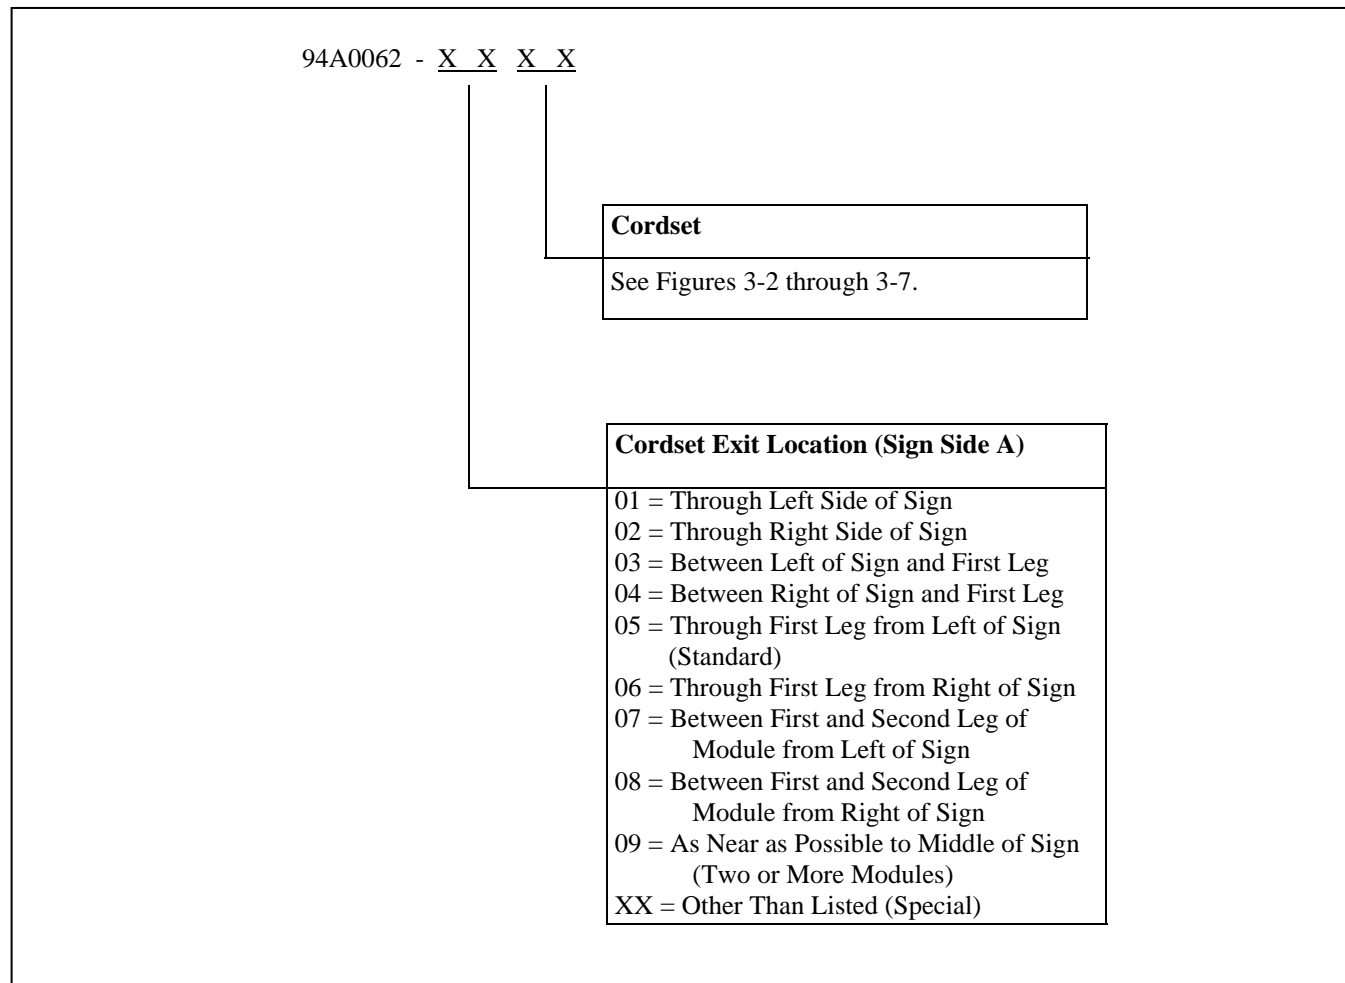 94A0062 - X X X X
Cordset
See Figures 3-2 through 3-7.
Cordset Exit Location (Sign Side A)
01 = Through Left Side of Sign
02 = Through Right Side of Sign
03 = Between Left of Sign and First Leg
04 = Between Right of Sign and First Leg
05 = Through First Leg from Left of Sign
(Standard)
06 = Through First Leg from Right of Sign
07 = Between First and Second Leg of
Module from Left of Sign
08 = Between First and Second Leg of
Module from Right of Sign
09 = As Near as Possible to Middle of Sign
(Two or More Modules)
XX = Other Than Listed (Special)